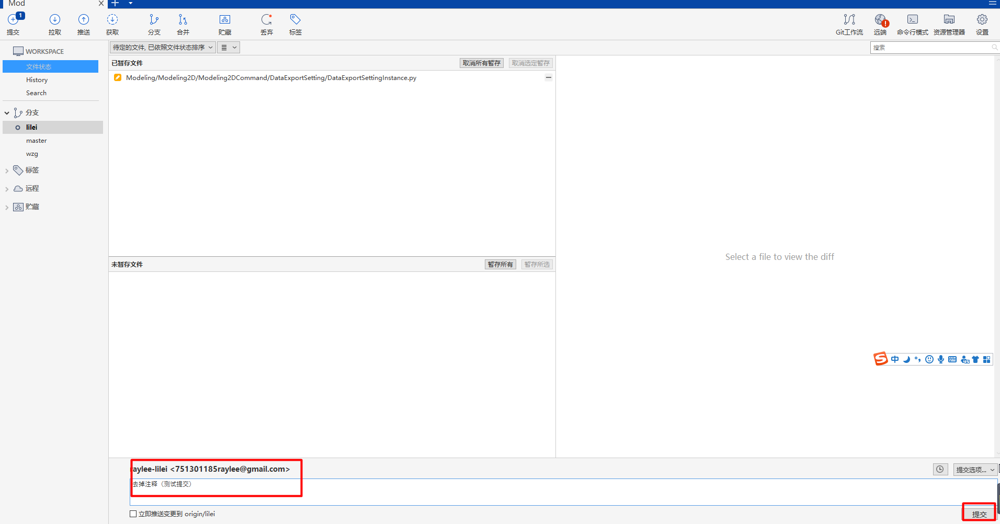 Mod
1
提交
拉取
推送
获取
分支
合并
贮藏
丢弃
标签
Git工作流
远端
命令行模式
资源管理器
设置
WORKSPACE
文件状态
History
Search
分支
lilei
master
wzg
标签
远程
贮藏
待定的文件, 已依照文件状态排序
搜索
已暂存文件
取消所有暂存
取消选定暂存
Modeling/Modeling2D/Modeling2DCommand/DataExportSetting/DataExportSettingInstance.py
未暂存文件
暂存所有
暂存所选
Select a file to view the diff
S
中
raylee-lilei <751301185raylee@gmail.com>
提交选项...
去掉注释（测试提交）
立即推送变更到 origin/lilei
提交